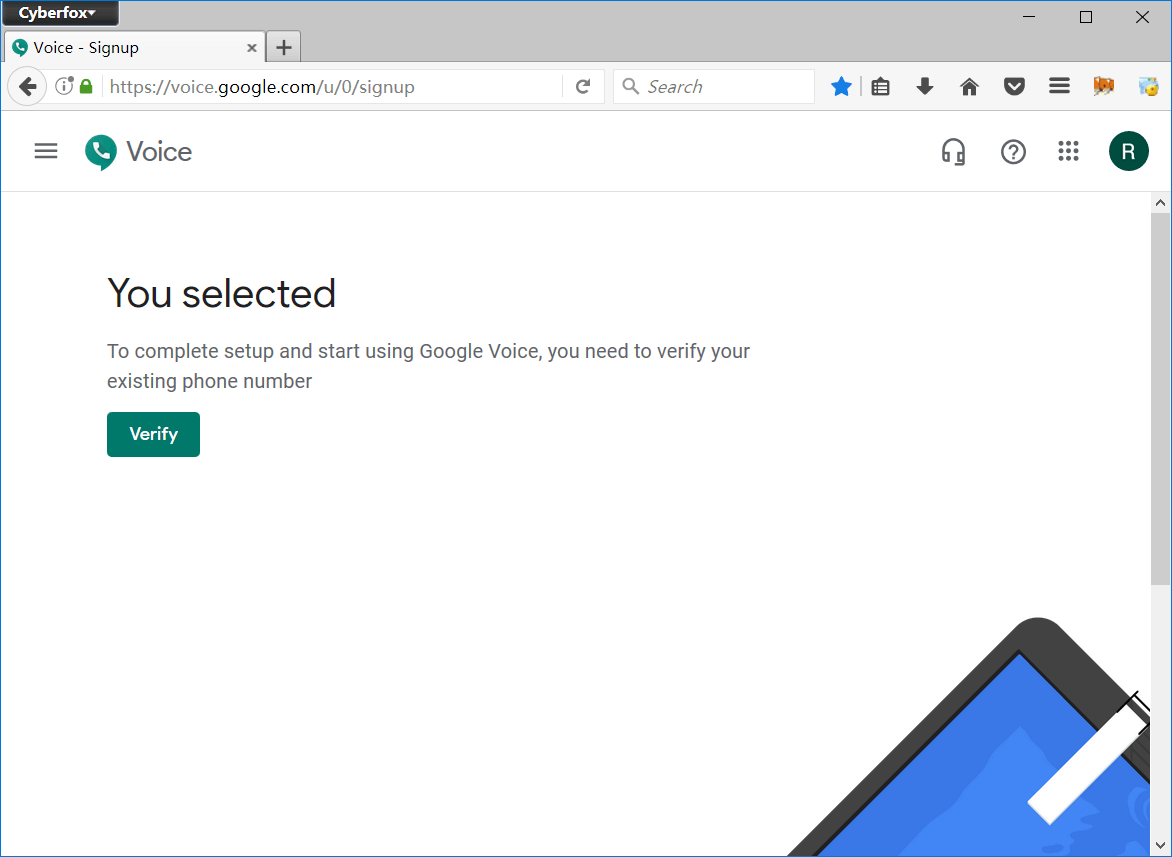 Cyberfox
Voice - Signup
https://voice.google.com/u/0/signup
Search
Voice
R
You selected
To complete setup and start using Google Voice, you need to verify your
existing phone number
Verify